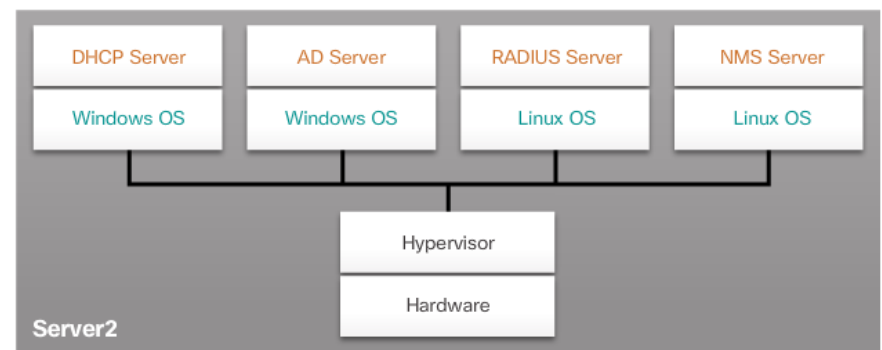 DHCP Server
AD Server
RADIUS Server
NMS Server
Windows OS
Windows OS
Linux OS
Linux OS
Hypervisor
Hardware
Server2